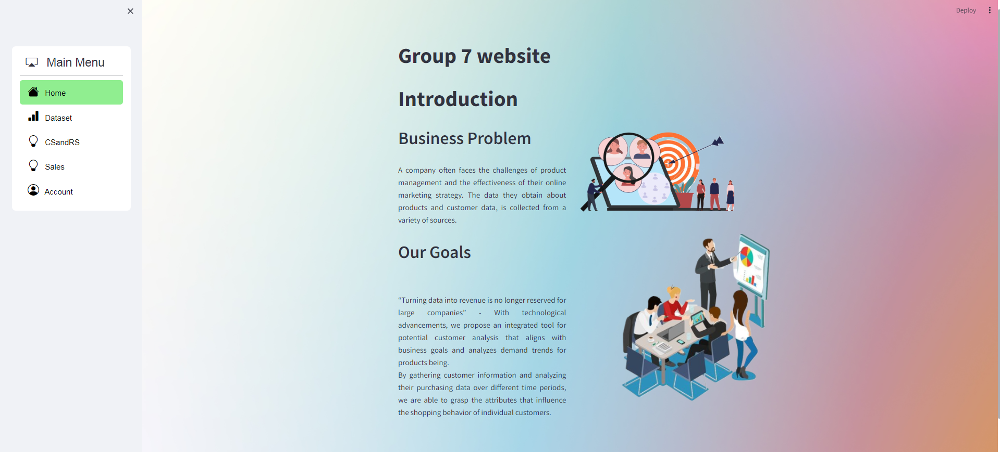 Deploy
Main Menu
Home
Dataset
CSandRS
Sales
Account
Group 7 website
Introduction
Business Problem
A company often faces the challenges of product
management and the effectiveness of their online
marketing strategy. The data they obtain about
products and customer data, is collected from a
variety of sources.
Our Goals
“Turning data into revenue is no longer reserved for
large companies” - With technological
advancements, we propose an integrated tool for
potential customer analysis that aligns with
business goals and analyzes demand trends for
products being.
By gathering customer information and analyzing
their purchasing data over different time periods,
we are able to grasp the attributes that influence
the shopping behavior of individual customers.